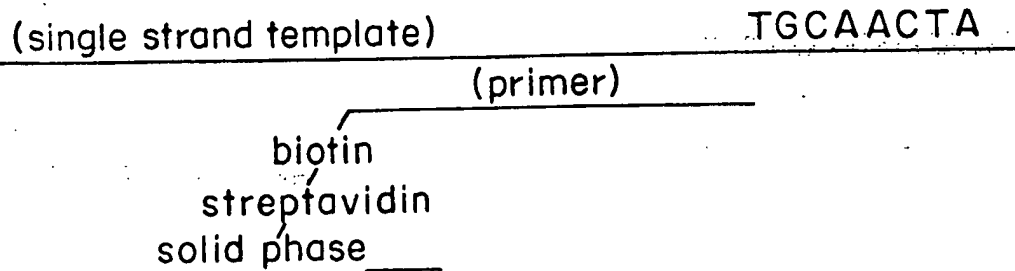 (single strand template) TGCAACTA
(primer)
biotin
streptavidin
solid phase